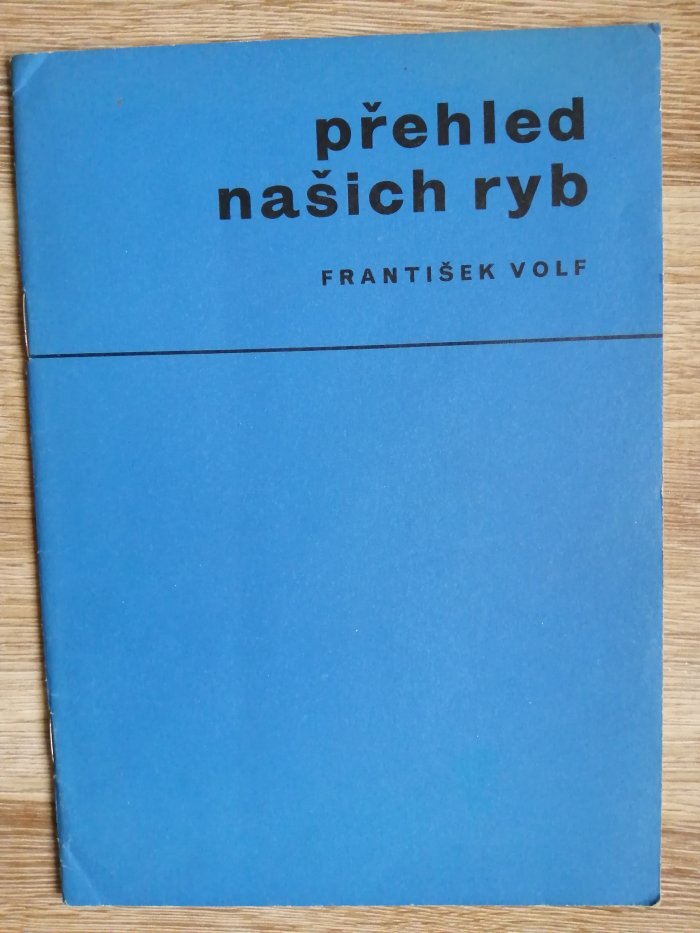 přehled
našich ryb
FRANTIŠEK VOLF